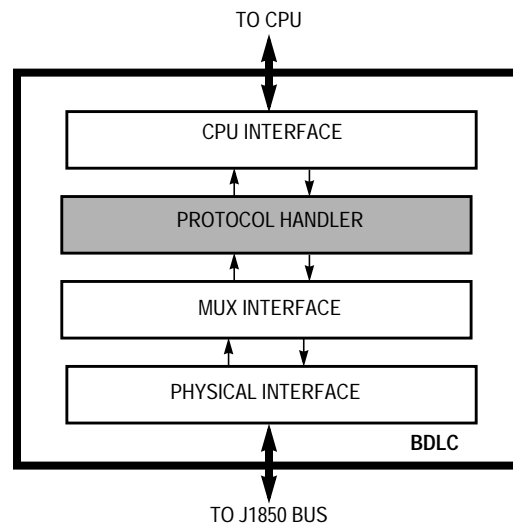 TO CPU
CPU INTERFACE
PROTOCOL HANDLER
MUX INTERFACE
PHYSICAL INTERFACE
BDLC
TO J1850 BUS